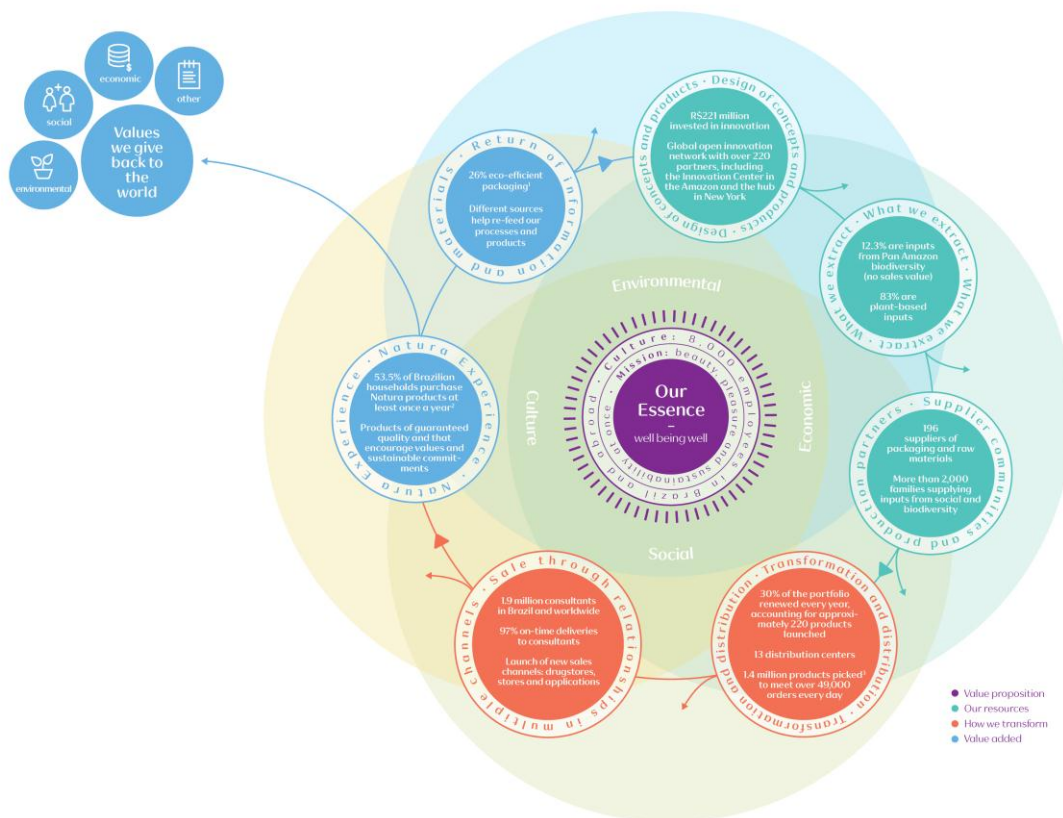 economic
other
social
environmental
Values
we give
back to
the
world
Return of information and materials ·
26% eco-efficient
packaging¹
Different sources
help re-feed our
processes and
products
Design of concepts and products · Design of concepts and products ·
R$221 million
invested in innovation
Global open innovation
network with over 220
partners, including
the Innovation Center in
the Amazon and the hub
in New York
What we extract · What we extract · What we extract ·
12.3% are inputs
from Pan Amazon
biodiversity
(no sales value)
83% are
plant-based
inputs
Supplier communities and production partners ·
196
suppliers of
packaging and raw
materials
More than 2,000
families supplying
inputs from social and
biodiversity
Transformation and distribution · Transformation and distribution ·
30% of the portfolio
renewed every year,
accounting for approxi-
mately 220 products
launched
13 distribution centers
1.4 million products picked³
to meet over 49,000
orders every day
Sale through relationships in multiple channels ·
1.9 million consultants
in Brazil and worldwide
97% on-time deliveries
to consultants
Launch of new sales
channels: drugstores,
stores and applications
Natura Experience · Natura Experience ·
53.5% of Brazilian
households purchase
Natura products at
least once a year²
Products of guaranteed
quality and that
encourage values and
sustainable commit-
ments
Environmental
Culture
Economic
Social
Culture: 8.000 employees in Brazil and abroad ·
Mission: beauty, pleasure and sustainability at once ·
Our
Essence
–
well being well
Value proposition
Our resources
How we transform
Value added